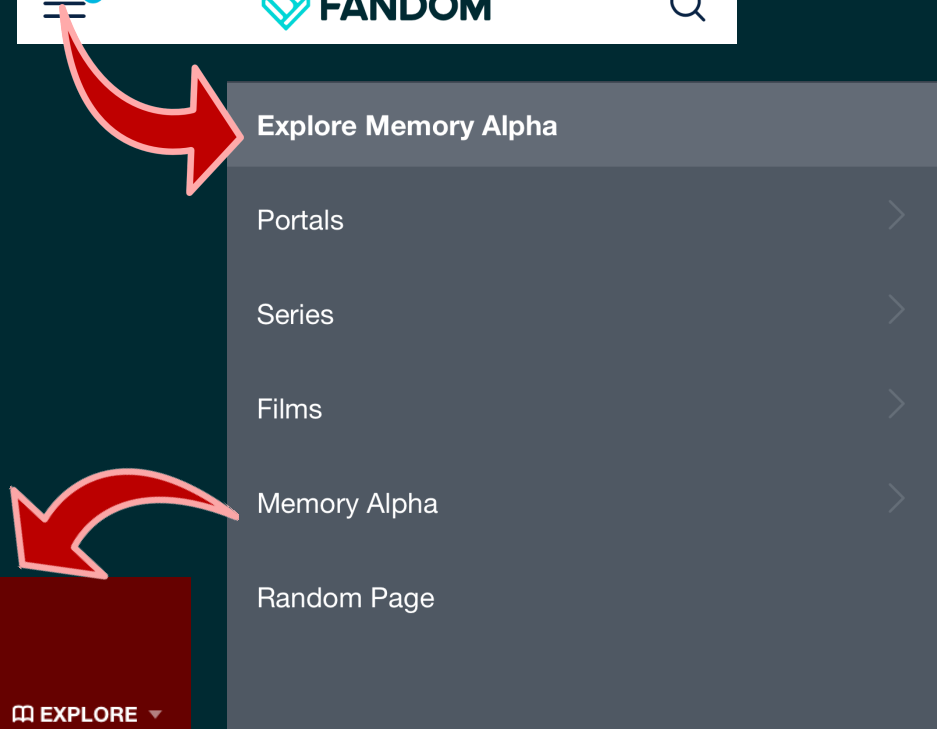 FANDOM
Explore Memory Alpha
Portals
Series
Films
Memory Alpha
Random Page
EXPLORE